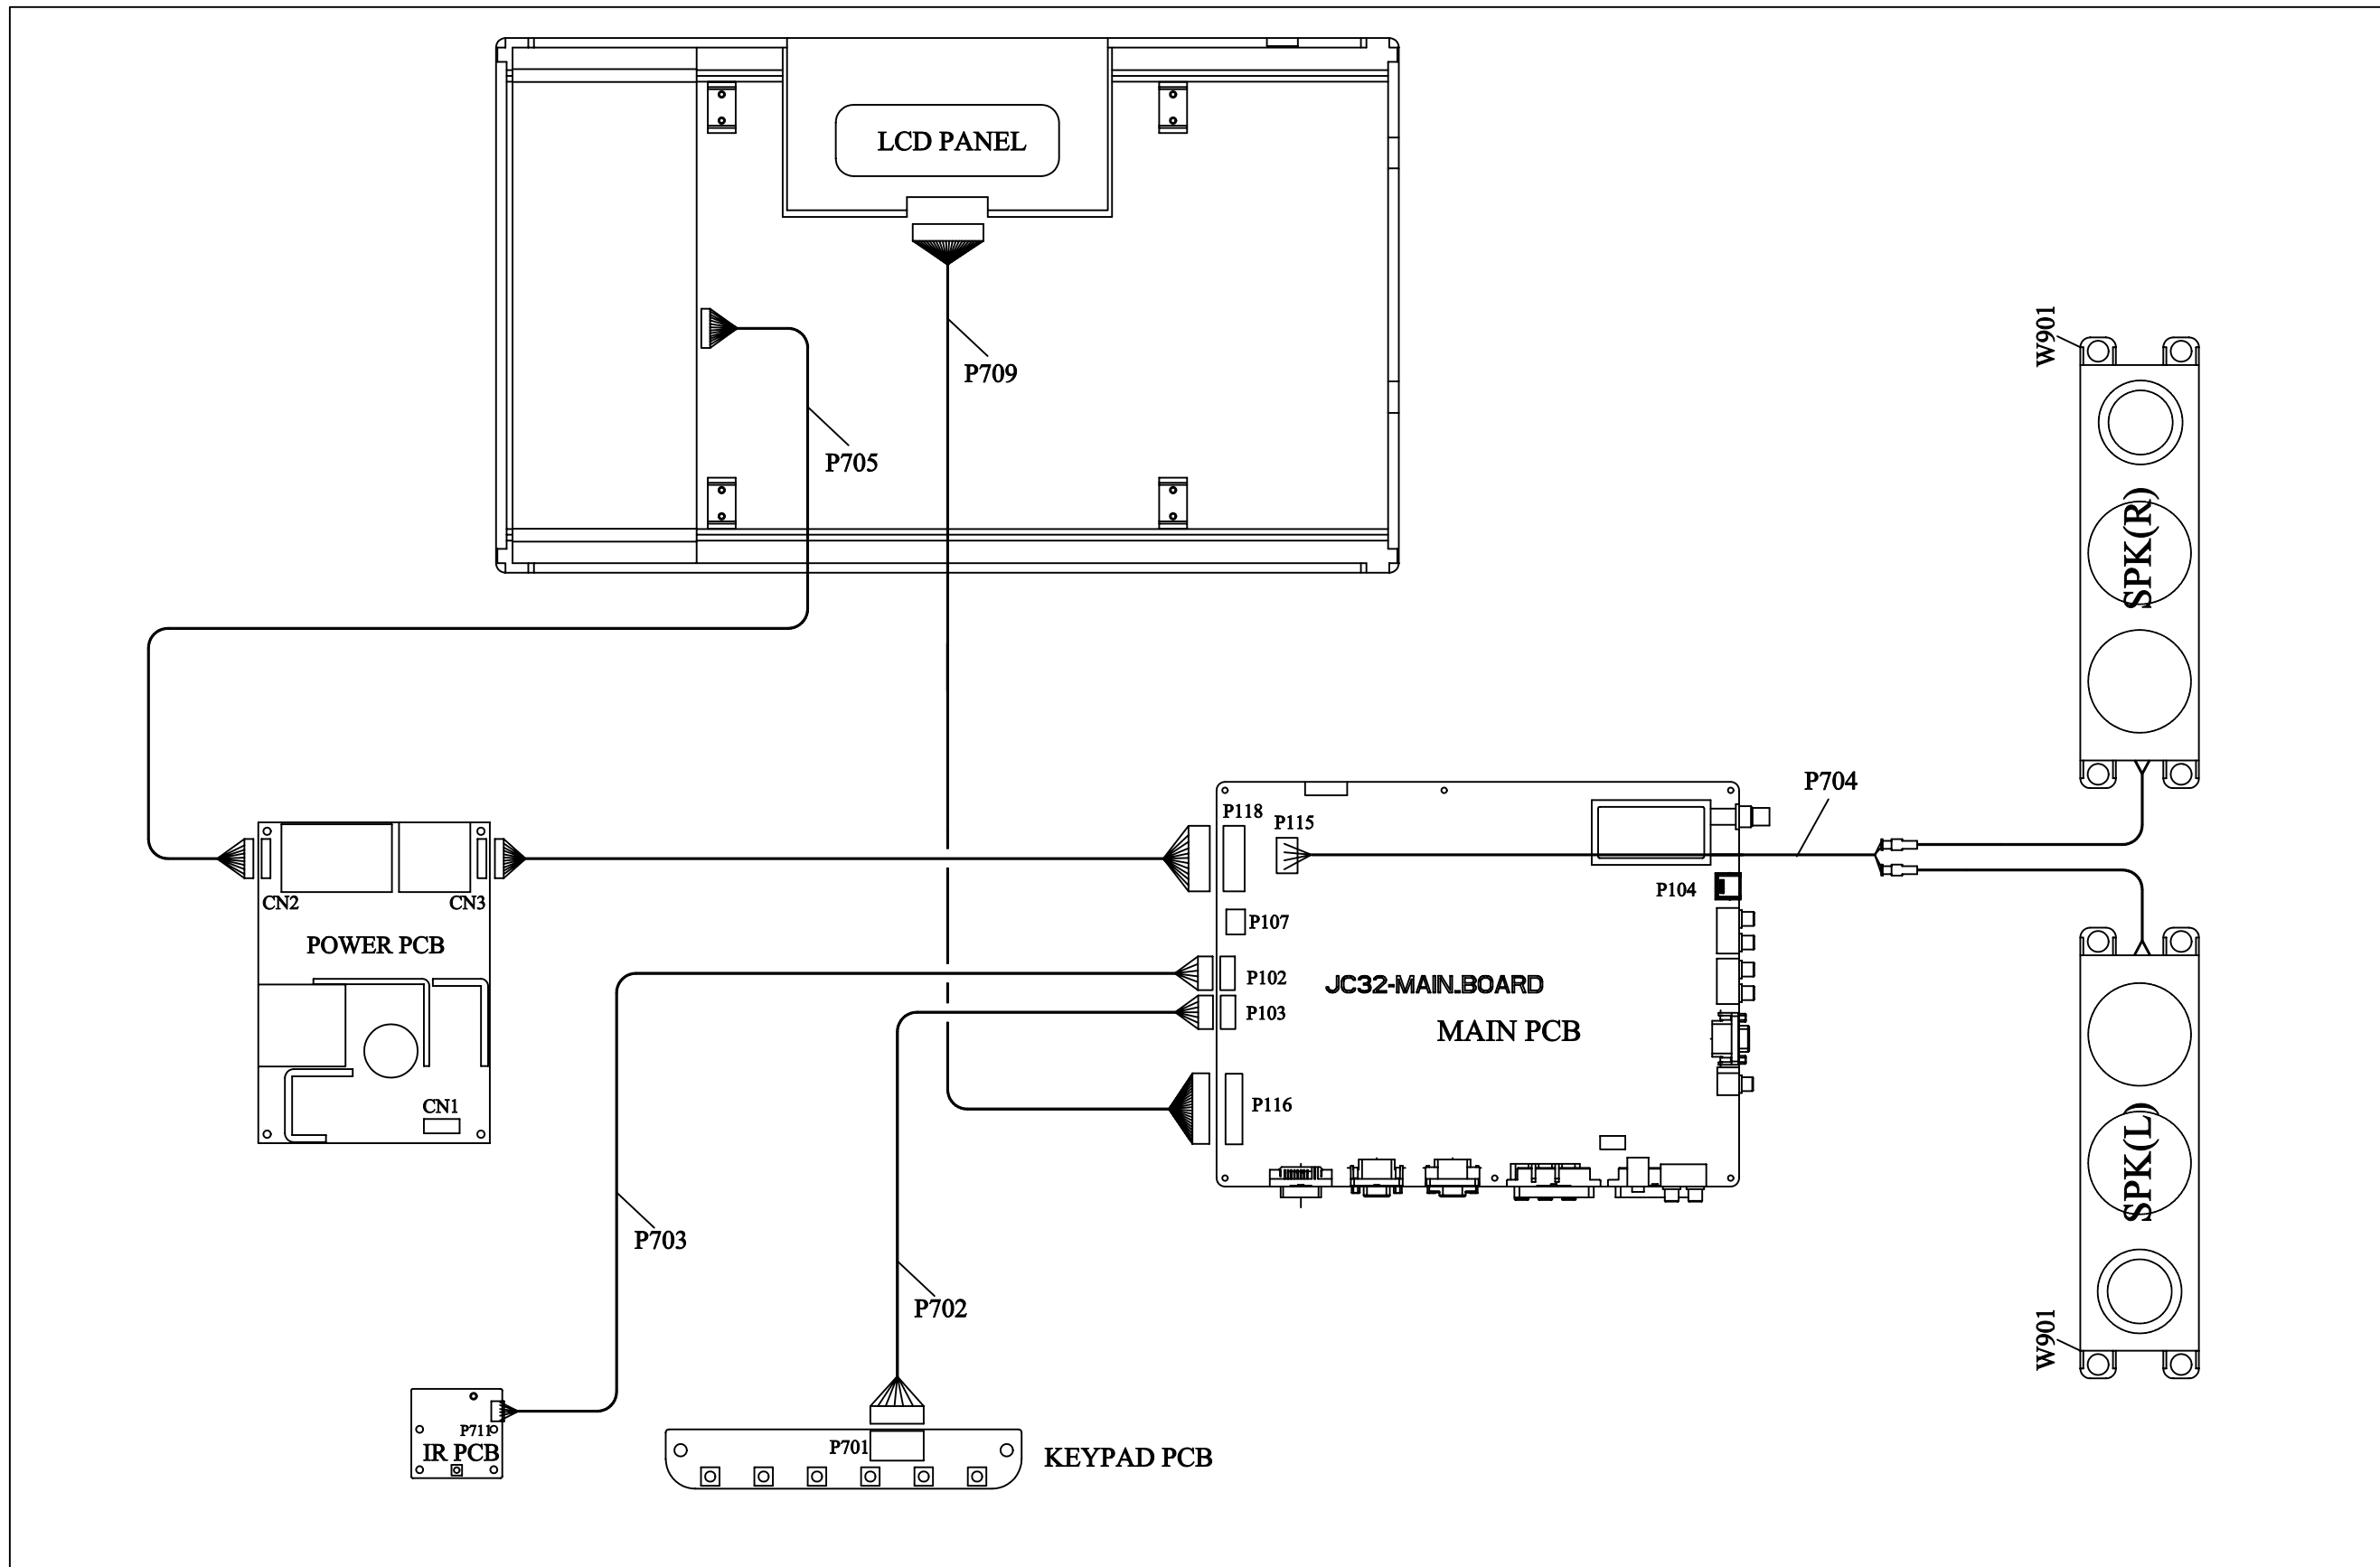 LCD PANEL
W901
P709
P705
SPK(R)
P704
P118
P115
P104
CN2
CN3
P107
POWER PCB
P102
JC32-MAIN.BOARD
P103
MAIN PCB
CN1
P116
SPK(L)
P703
P702
W901
P711
IR PCB
P701
KEYPAD PCB